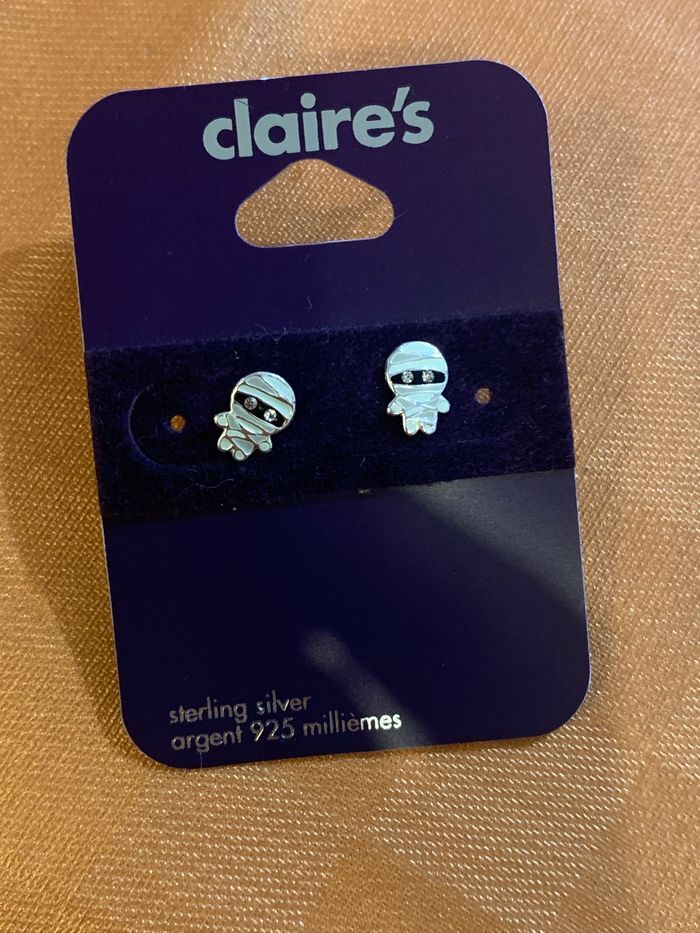 claire's
sterling silver
argent 925 millièmes